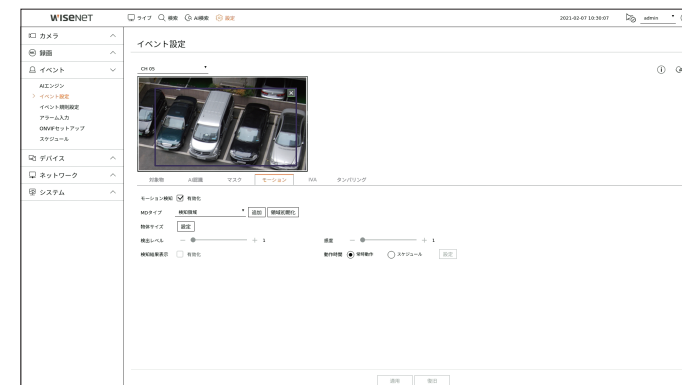 WISENET
ライブ 検索 AI検索 設定
2021-02-07 10:30:07 admin
カメラ
録画
イベント
AIエンジン
イベント設定
イベント規則設定
アラーム入力
ONVIFセットアップ
スケジュール
デバイス
ネットワーク
システム
イベント設定
CH 05
対象物 AI認識 マスク モーション IVA タンパリング
モーション検知 有効化
MDタイプ 検知領域 追加 領域初期化
物体サイズ 設定
検出レベル 1 感度 1
検知結果表示 有効化 動作時間 常時動作 スケジュール 設定
適用 復旧